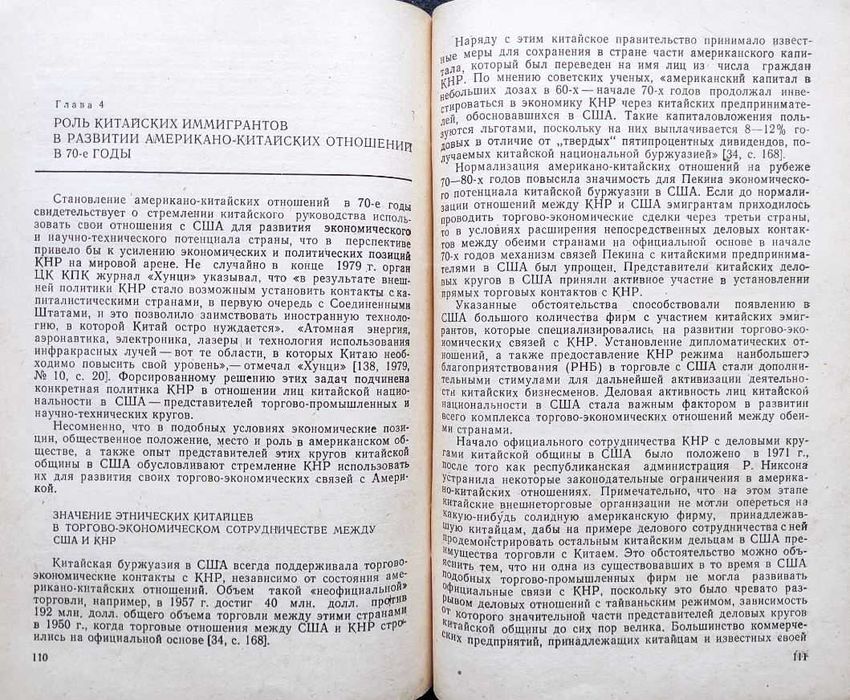 Глава 4
РОЛЬ КИТАЙСКИХ ИММИГРАНТОВ
В РАЗВИТИИ АМЕРИКАНО-КИТАЙСКИХ ОТНОШЕНИЙ
В 70-е ГОДЫ
Становление американо-китайских отношений в 70-е годы
свидетельствует о стремлении китайского руководства исполь-
зовать свои отношения с США для развития экономического
и научно-технического потенциала страны, что в перспективе
привело бы к усилению экономических и политических позиций
КНР на мировой арене. Не случайно в конце 1979 г. орган
ЦК КПК журнал «Хунци» указывал, что «в результате внеш-
ней политики КНР стало возможным установить контакты с ка-
питалистическими странами, в первую очередь с Соединенными
Штатами, и это позволило заимствовать иностранную техноло-
гию, в которой Китай остро нуждается». «Атомная энергия,
аэронавтика, электроника, лазеры и технология использования
инфракрасных лучей — вот те области, в которых Китаю необ-
ходимо повысить свой уровень»,— отмечал «Хунци» [138, 1979,
№ 10, с. 20]. Форсированному решению этих задач подчинена
конкретная политика КНР в отношении лиц китайской нацио-
нальности в США — представителей торгово-промышленных и
научно-технических кругов.
Несомненно, что в подобных условиях экономические пози-
ции, общественное положение, место и роль в американском об-
ществе, а также опыт представителей этих кругов китайской
общины в США обусловливают стремление КНР использовать
их для развития своих торгово-экономических связей с Амери-
кой.
ЗНАЧЕНИЕ ЭТНИЧЕСКИХ КИТАЙЦЕВ
В ТОРГОВО-ЭКОНОМИЧЕСКОМ СОТРУДНИЧЕСТВЕ МЕЖДУ
США И КНР
Китайская буржуазия в США всегда поддерживала торгово-
экономические контакты с КНР, независимо от состояния аме-
рикано-китайских отношений. Объем такой «неофициальной»
торговли, например, в 1957 г. достиг 40 млн. долл. против
192 млн. долл. общего объема торговли между этими странами
в 1950 г., когда торговые отношения между США и КНР стро-
ились на официальной основе [34, с. 168].
110
Наряду с этим китайское правительство принимало извест-
ные меры для сохранения в стране части американского капи-
тала, который был переведен на имя лиц из числа граждан
КНР. По мнению советских ученых, «американский капитал в
небольших дозах в 60-х — начале 70-х годов продолжал инве-
стироваться в экономику КНР через китайских предпринимате-
лей, обосновавшихся в США. Такие капиталовложения поль-
зуются льготами, поскольку на них выплачивается 8—12% го-
довых в отличие от „твердых" пятипроцентных дивидендов, по-
лучаемых китайской национальной буржуазией» [34, с. 168].
Нормализация американо-китайских отношений на рубеже
70—80-х годов повысила значимость для Пекина экономическо-
го потенциала китайской буржуазии в США. Если до нормали-
зации отношений между КНР и США эмигрантам приходилось
проводить торгово-экономические сделки через третьи страны,
то в условиях расширения непосредственных деловых контак-
тов между обеими странами на официальной основе в начале
70-х годов механизм связей Пекина с китайскими предпринима-
телями в США был упрощен. Представители китайских дело-
вых кругов в США приняли активное участие в установлении
прямых торговых контактов с КНР.
Указанные обстоятельства способствовали появлению в
США большого количества фирм с участием китайских эмиг-
рантов, которые специализировались на развитии торгово-эко-
номических связей с КНР. Установление дипломатических от-
ношений, а также предоставление КНР режима наибольшего
благоприятствования (РНБ) в торговле с США стали дополни-
тельными стимулами для дальнейшей активизации деятельно-
сти китайских бизнесменов. Деловая активность лиц китайской
национальности в США стала важным фактором в развитии
всего комплекса торгово-экономических отношений между обеи-
ми странами.
Начало официального сотрудничества КНР с деловыми кру-
гами китайской общины в США было положено в 1971 г.,
после того как республиканская администрация Р. Никсона
устранила некоторые законодательные ограничения в америка-
но-китайских отношениях. Примечательно, что на этом этапе
китайские внешнеторговые организации не могли опереться на
какую-нибудь солидную американскую фирму, принадлежав-
шую китайцам, дабы на примере делового сотрудничества с ней
продемонстрировать остальным китайским дельцам в США пре-
имущества торговли с Китаем. Это обстоятельство можно объ-
яснить тем, что ни одна из существовавших в то время в США
подобных торгово-промышленных фирм не могла развивать
официальные связи с КНР, поскольку это было чревато раз-
рывом деловых отношений с тайваньским режимом, зависимость
от которого значительной части представителей деловых кругов
китайской общины до сих пор велика. Большинство коммерче-
ских предприятий, принадлежащих китайцам и известных своей
111